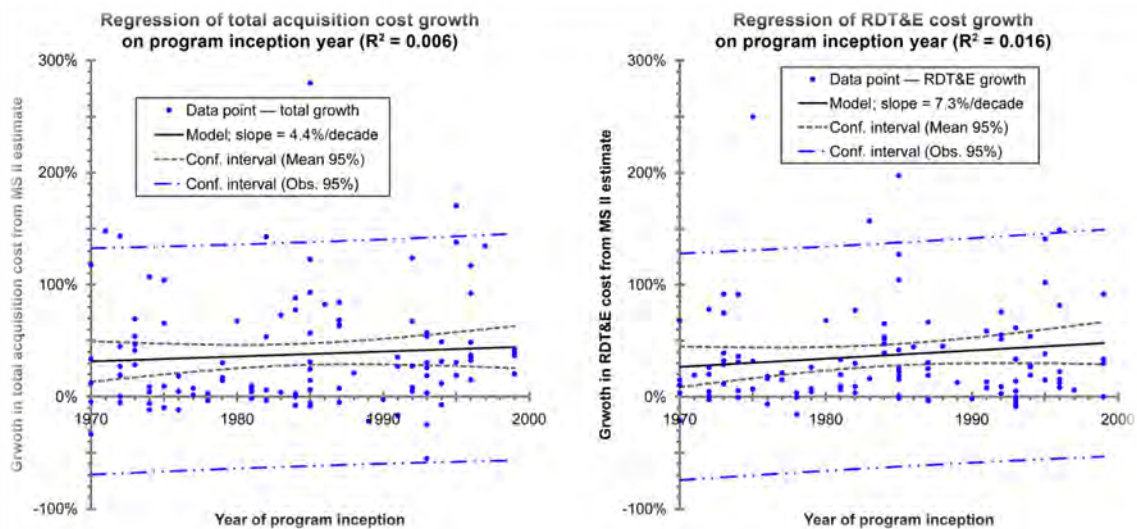 Regression of total acquisition cost growth
on program inception year (R² = 0.006)
300%
200%
100%
0%
-100%
1970
1980
1990
2000
Grwoth in total acquisition cost from MS II estimate
Year of program inception
Data point — total growth
Model; slope = 4.4%/decade
Conf. interval (Mean 95%)
Conf. interval (Obs. 95%)
Regression of RDT&E cost growth
on program inception year (R² = 0.016)
300%
200%
100%
0%
-100%
1970
1980
1990
2000
Grwoth in RDT&E cost from MS II estimate
Year of program inception
Data point — RDT&E growth
Model; slope = 7.3%/decade
Conf. interval (Mean 95%)
Conf. interval (Obs. 95%)